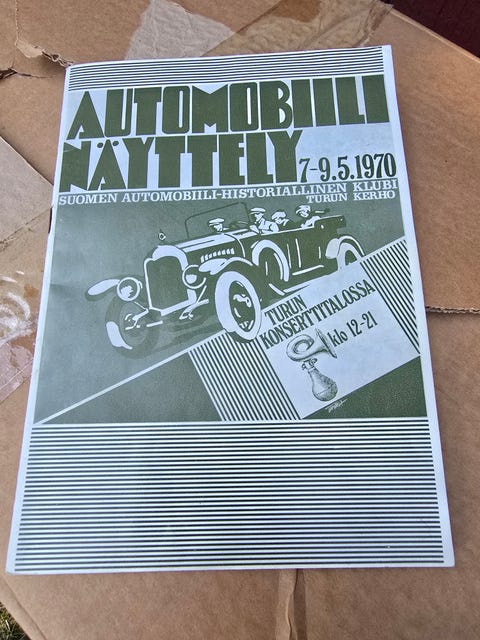 AUTOMOBIILI
NÄYTTELY 7-9.5.1970
SUOMEN AUTOMOBIILI-HISTORIALLINEN KLUBI
TURUN KERHO
TURUN
KONSERTTITALOSSA
klo 12-21